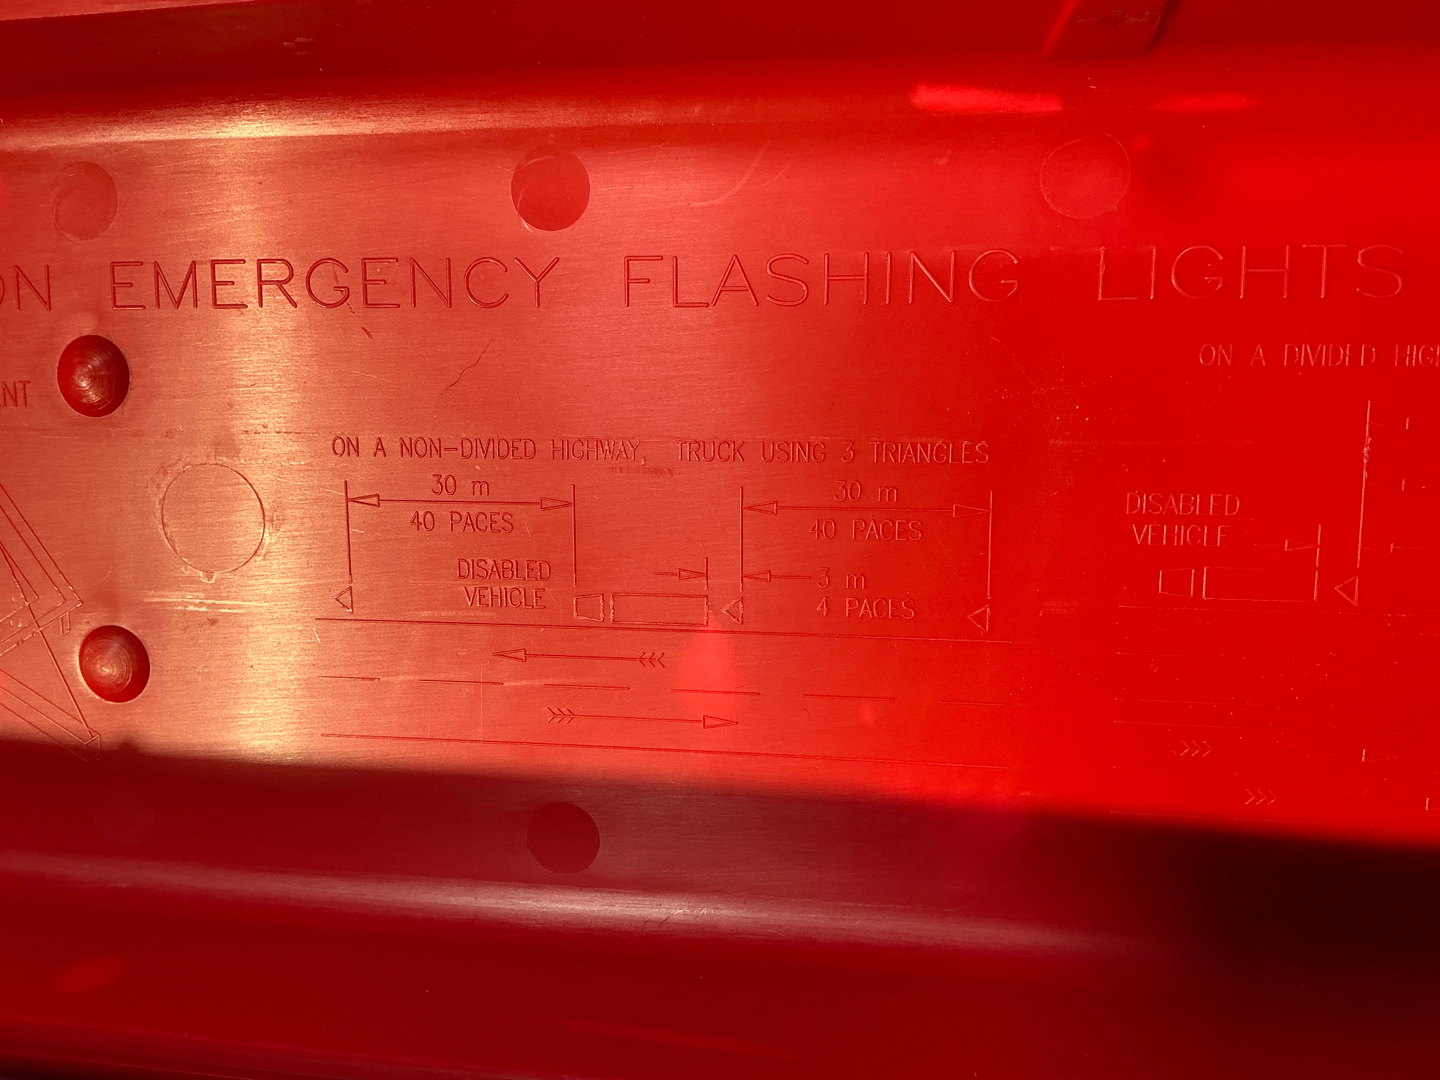 ON EMERGENCY FLASHING LIGHTS
ON A DIVIDED
ON A NON-DIVIDED HIGHWAY, TRUCK USING 3 TRIANGLES
30 m
40 PACES
30 m
40 PACES
DISABLED
VEHICLE
3 m
4 PACES
DISABLED
VEHICLE